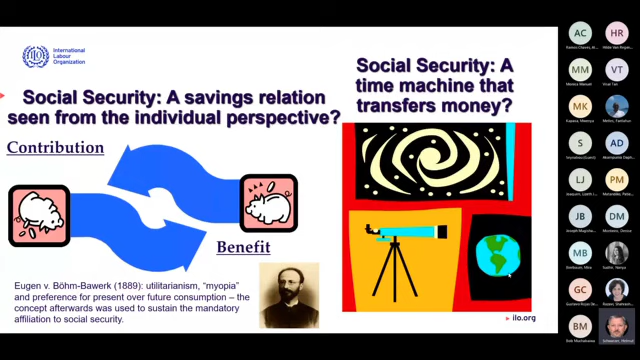 International
Labour
Organization
Social Security: A savings relation
seen from the individual perspective?
Contribution
Benefit
Eugen v. Böhm-Bawerk (1889): utilitarianism, “myopia”
and preference for present over future consumption – the
concept afterwards was used to sustain the mandatory
affiliation to social security.
Social Security: A
time machine that
transfers money?
ilo.org
AC
HR
MM
VT
MK
S
AD
LJ
PM
JB
DM
MB
GC
BM